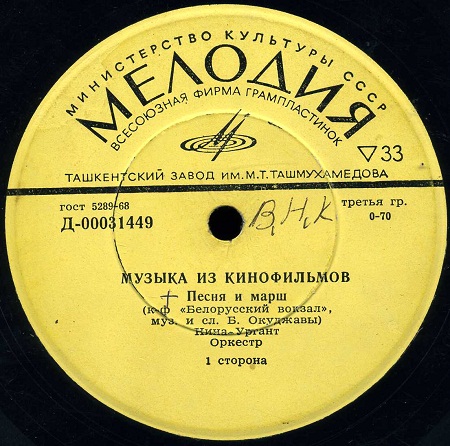 МИНИСТЕРСТВО КУЛЬТУРЫ СССР
МЕЛОДИЯ
ВСЕСОЮЗНАЯ ФИРМА ГРАМПЛАСТИНОК
▽33
ТАШКЕНТСКИЙ ЗАВОД ИМ. М.Т. ТАШМУХАМЕДОВА
гост 5289-68
третья гр.
Д-00031449
0-70
В,Н,К
МУЗЫКА ИЗ КИНОФИЛЬМОВ
+ Песня и марш
(к-ф «Белорусский вокзал»,
муз. и сл. Б. Окуджавы)
Нина Ургант
Оркестр
1 сторона